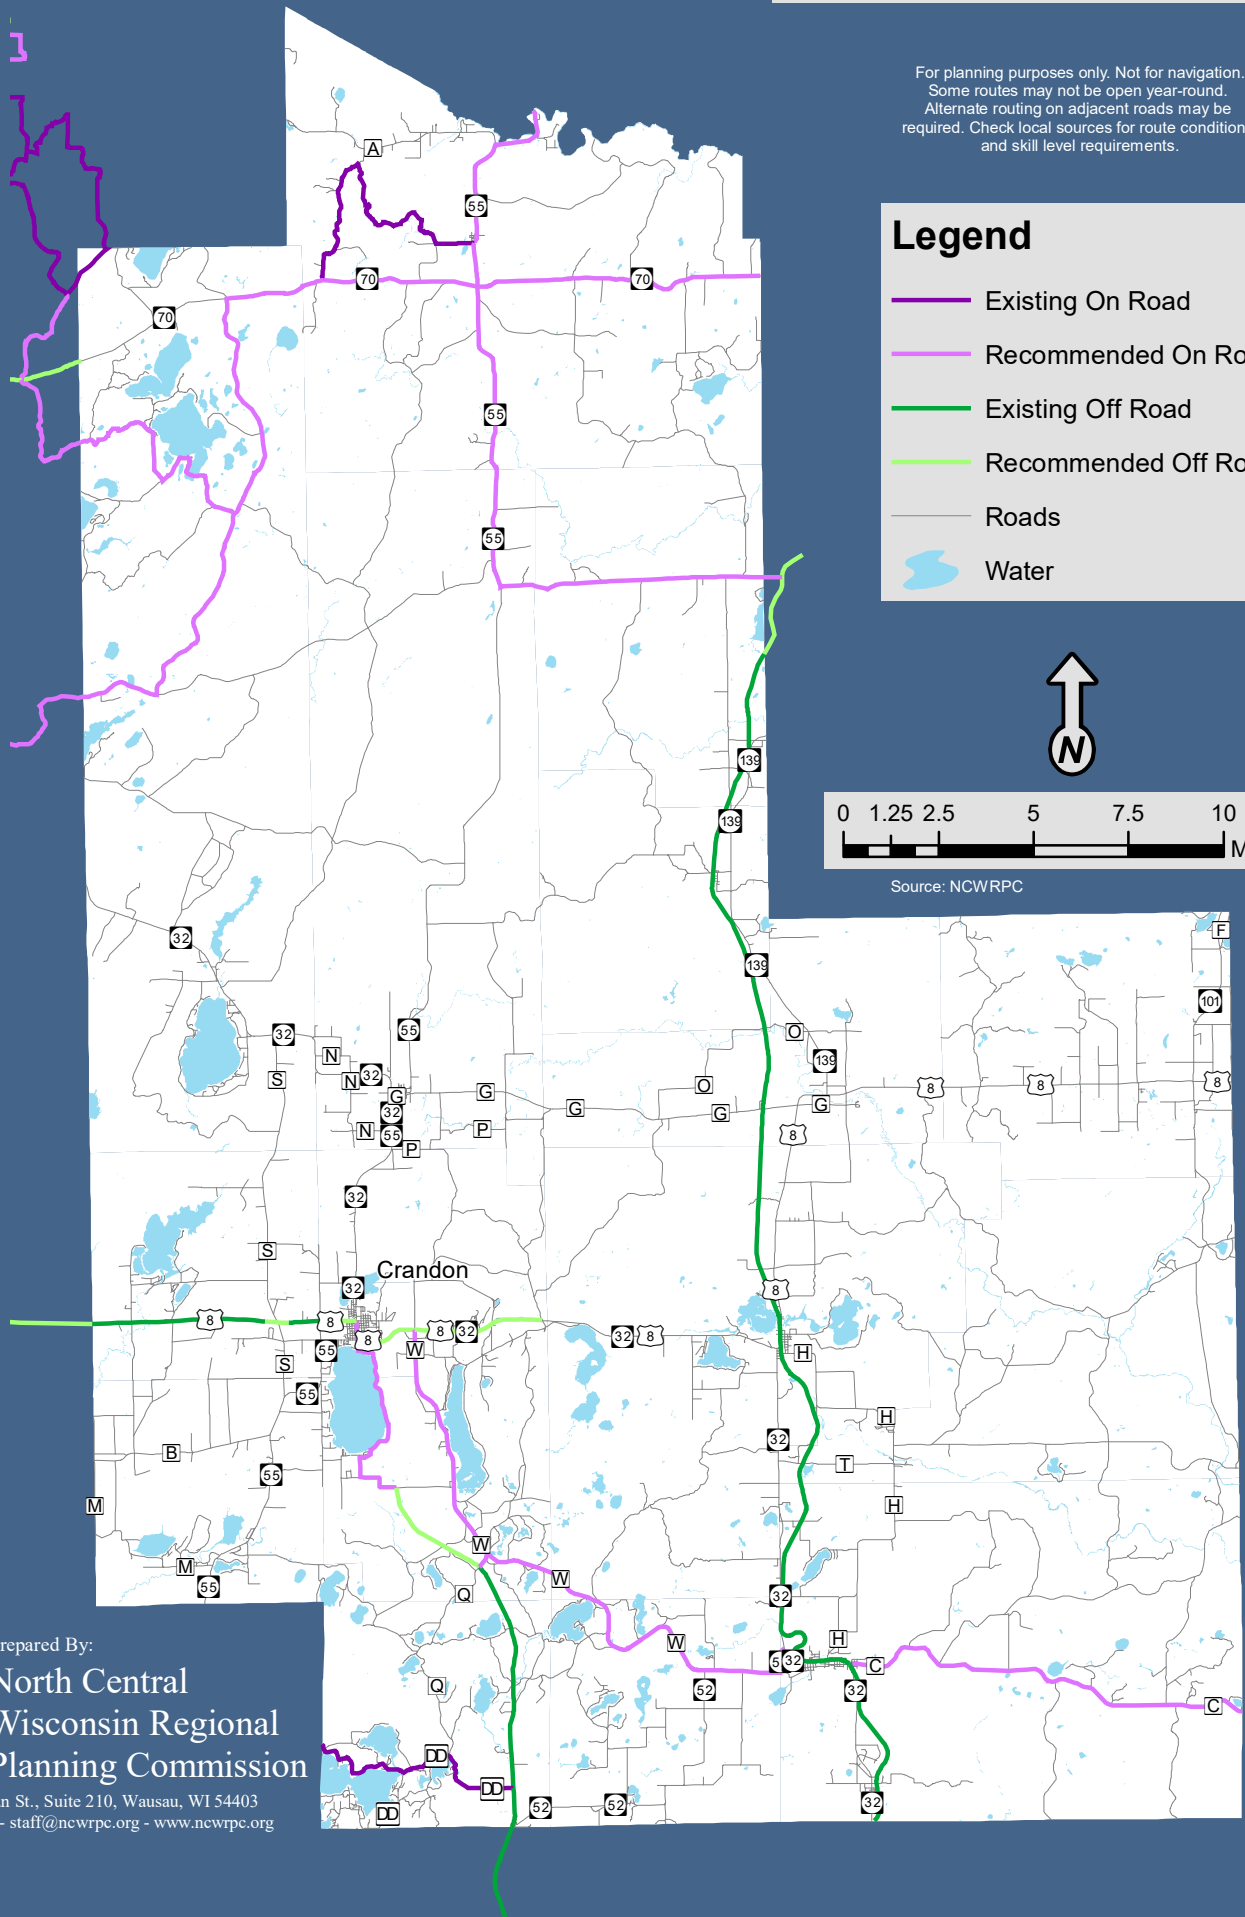 For planning purposes only. Not for navigation.
Some routes may not be open year-round.
Alternate routing on adjacent roads may be
required. Check local sources for route condition
and skill level requirements.
A
55
Legend
70
70
Existing On Road
70
Recommended On Ro
55
Existing Off Road
Recommended Off Ro
Roads
55
Water
N
139
0 1.25 2.5 5 7.5 10
139
M
Source: NCWRPC
F
32
139
101
55
O
32
N
139
32
N
S
8
8
8
O
G
G
G
G
G
32
N
55
P
8
P
32
S
Crandon
32
8
8
8
8
32
32
8
8
W
55
H
S
55
H
32
B
T
55
M
H
W
M
W
55
Q
32
repared By:
H
W
North Central
5
32
C
Q
52
32
Wisconsin Regional
C
Planning Commission
DD
DD
n St., Suite 210, Wausau, WI 54403
52
52
32
DD
- staff@ncwrpc.org - www.ncwrpc.org